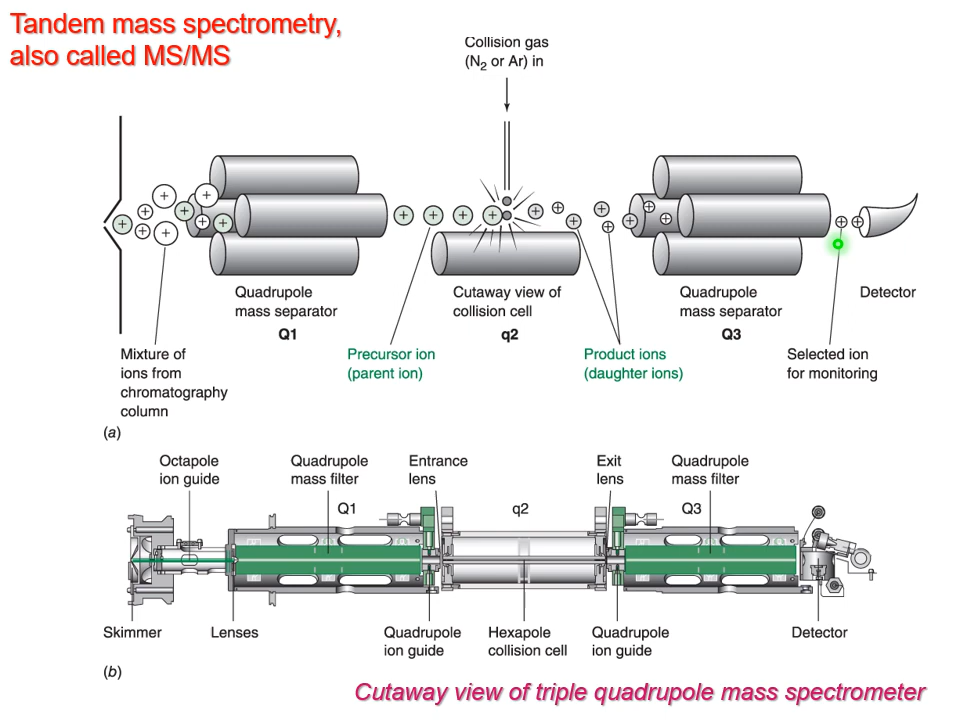 Tandem mass spectrometry,
also called MS/MS
Collision gas
(N₂ or Ar) in
Quadrupole
mass separator
Q1
Cutaway view of
collision cell
q2
Quadrupole
mass separator
Q3
Detector
Mixture of
ions from
chromatography
column
Precursor ion
(parent ion)
Product ions
(daughter ions)
Selected ion
for monitoring
(a)
Octapole
ion guide
Quadrupole
mass filter
Q1
Entrance
lens
q2
Exit
lens
Quadrupole
mass filter
Q3
Skimmer
Lenses
Quadrupole
ion guide
Hexapole
collision cell
Quadrupole
ion guide
Detector
(b)
Cutaway view of triple quadrupole mass spectrometer